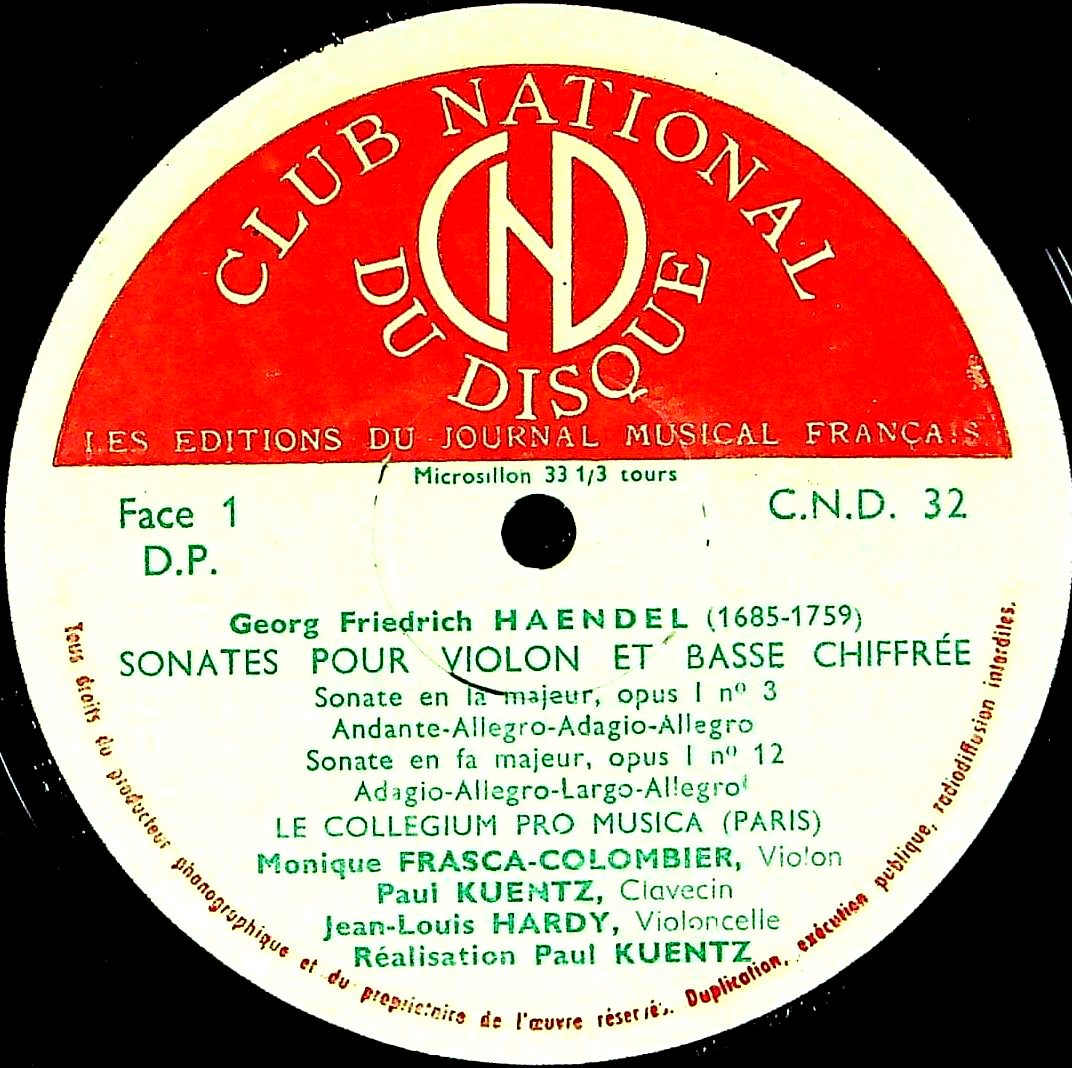 CLUB NATIONAL
DU DISQUE
LES EDITIONS DU JOURNAL MUSICAL FRANÇAIS
Microsillon 33 1/3 tours
Face 1
C.N.D. 32
D.P.
Georg Friedrich HAENDEL (1685-1759)
SONATES POUR VIOLON ET BASSE CHIFFRÉE
Sonate en la majeur, opus I nº 3
Andante-Allegro-Adagio-Allegro
Sonate en fa majeur, opus I nº 12
Adagio-Allegro-Largo-Allegro
LE COLLEGIUM PRO MUSICA (PARIS)
Monique FRASCA-COLOMBIER, Violon
Paul KUENTZ, Clavecin
Jean-Louis HARDY, Violoncelle
Réalisation Paul KUENTZ
Tous droits du producteur phonographique et du propriétaire de l'œuvre réservés. Duplication, exécution publique, radiodiffusion interdites.